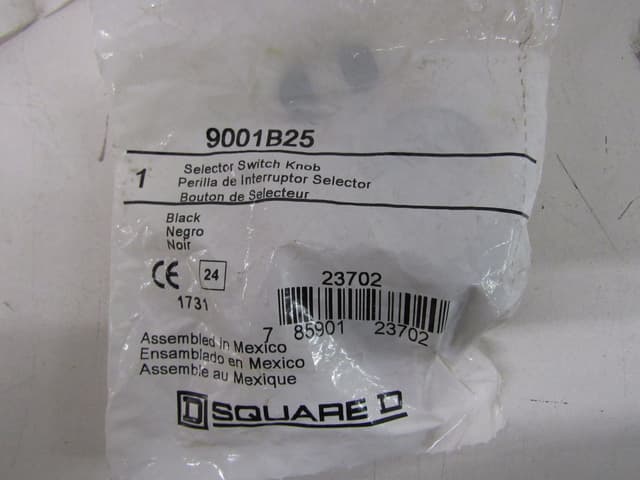 9001B25
1
Selector Switch Knob
Perilla de Interruptor Selector
Bouton de Selecteur
Black
Negro
Noir
CE 24
1731
23702
7 85901 23702
Assembled in Mexico
Ensamblado en Mexico
Assemble au Mexique
D SQUARE D